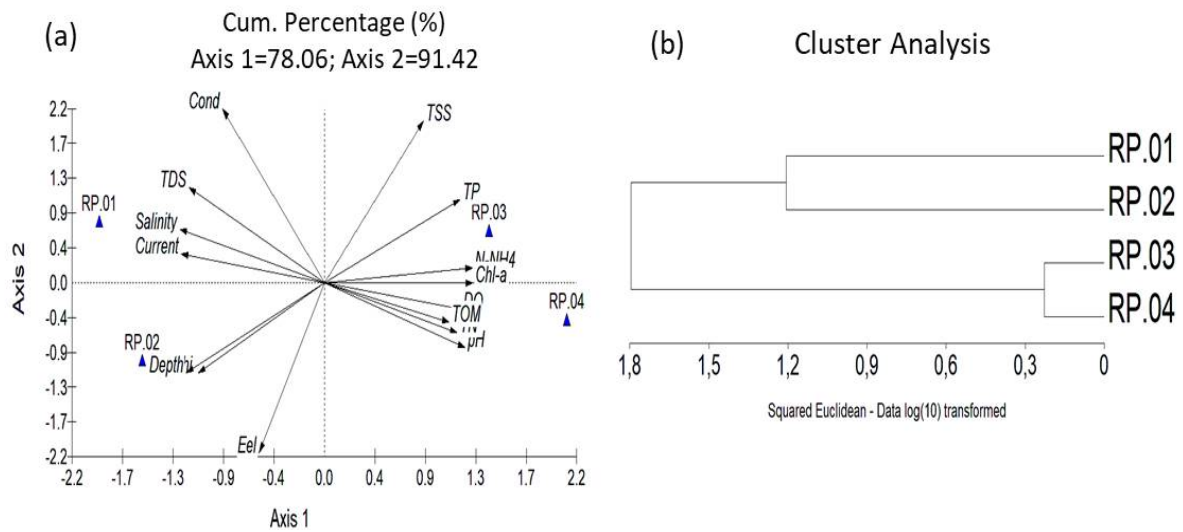 (a)
Cum. Percentage (%)
Axis 1=78.06; Axis 2=91.42
Axis 2
2.2
1.7
1.3
0.9
0.4
0.0
-0.4
-0.9
-1.3
-1.7
-2.2
Cond
TSS
TDS
TP
RP.01
RP.03
Salinity
Current
N-NH4
Chl-a
DO
TOM
RP.04
pH
RP.02
Depth
Eel
-2.2 -1.7 -1.3 -0.9 -0.4 0.0 0.4 0.9 1.3 1.7 2.2
Axis 1
(b)
Cluster Analysis
RP.01
RP.02
RP.03
RP.04
1,8 1,5 1,2 0,9 0,6 0,3 0
Squared Euclidean - Data log(10) transformed